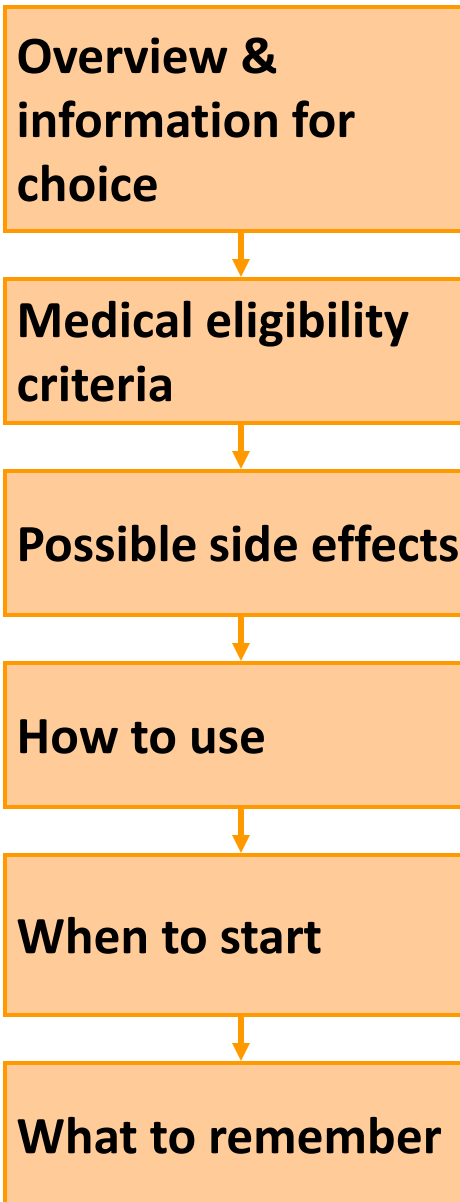 Overview &
information for
choice
Medical eligibility
criteria
Possible side effects
How to use
When to start
What to remember